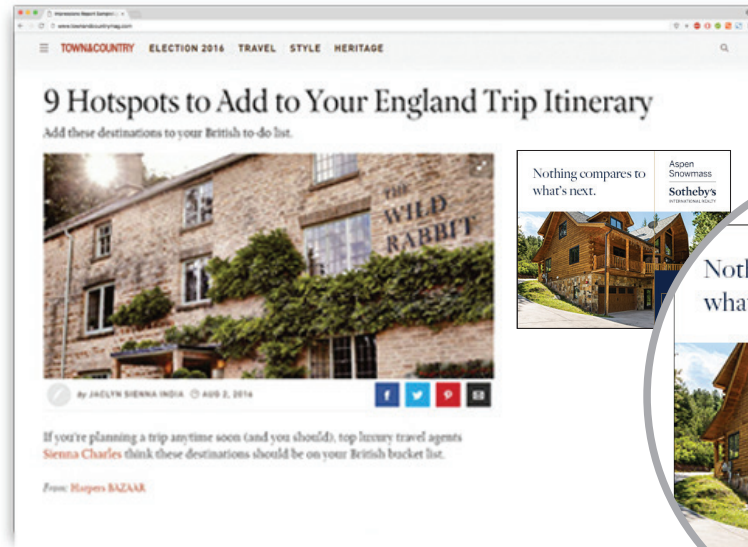 www.townandcountrymag.com
TOWN&COUNTRY ELECTION 2016 TRAVEL STYLE HERITAGE
9 Hotspots to Add to Your England Trip Itinerary
Add these destinations to your British to-do list.
THE
WILD
RABBIT
By JACLYN SIENNA INDIA AUG 2, 2016
If you're planning a trip anytime soon (and you should), top luxury travel agents
Sienna Charles think these destinations should be on your British bucket list.
From: Harpers BAZAAR
Nothing compares to
what's next.
Aspen
Snowmass
Sotheby's
INTERNATIONAL REALTY
Noth
what